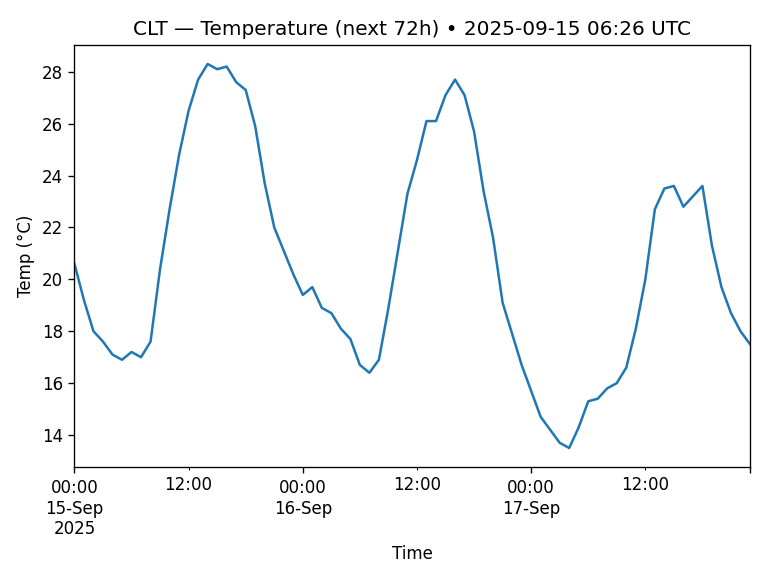 CLT — Temperature (next 72h) • 2025-09-15 06:26 UTC
28
26
24
22
20
18
16
14
Temp (°C)
00:00 12:00 00:00 12:00 00:00 12:00
15-Sep 16-Sep 17-Sep
2025
Time